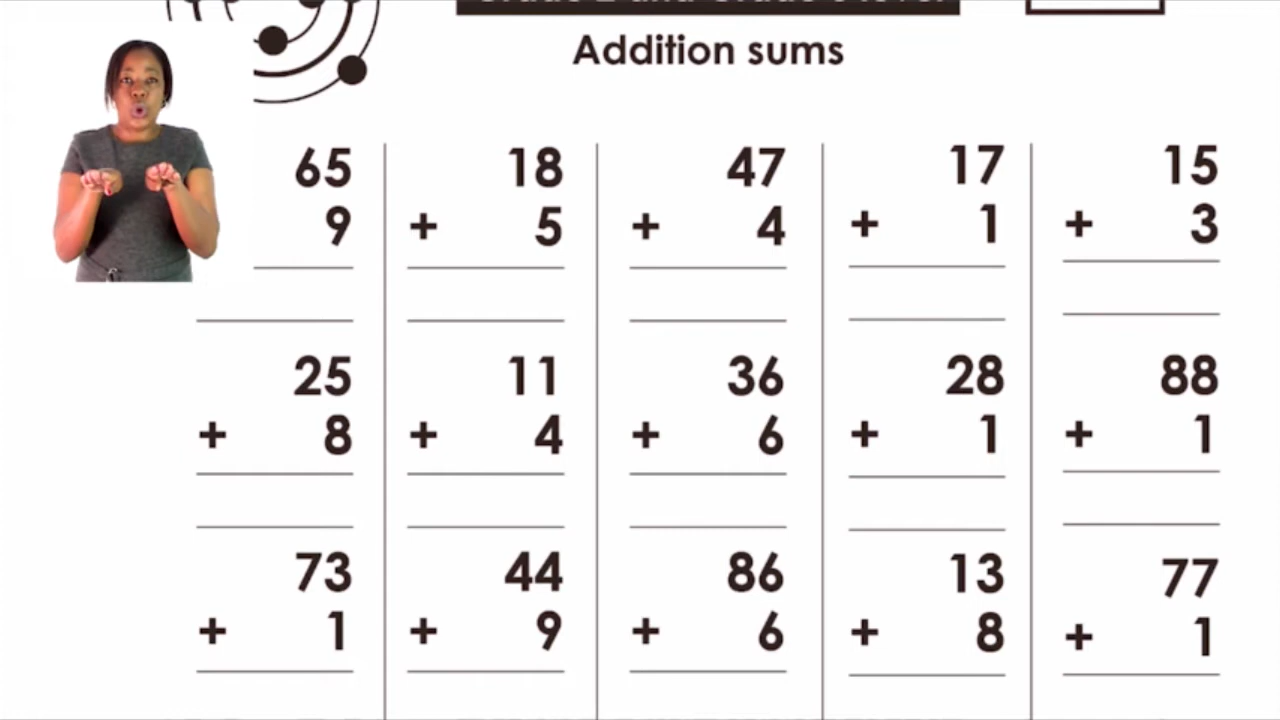 Addition sums
65 18 47 17 15
9 + 5 + 4 + 1 + 3
25 11 36 28 88
+ 8 + 4 + 6 + 1 + 1
73 44 86 13 77
+ 1 + 9 + 6 + 8 + 1